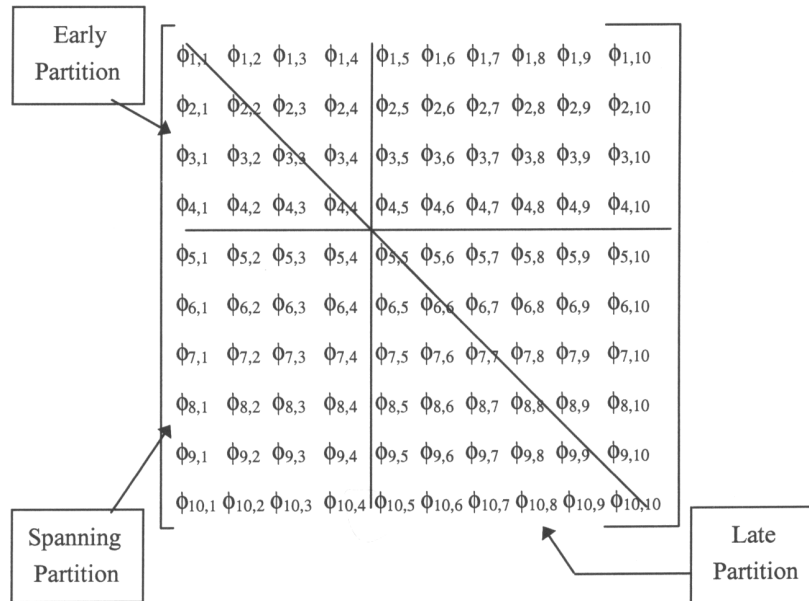 Early
Partition
ϕ1,1 ϕ1,2 ϕ1,3 ϕ1,4 ϕ1,5 ϕ1,6 ϕ1,7 ϕ1,8 ϕ1,9 ϕ1,10
ϕ2,1 ϕ2,2 ϕ2,3 ϕ2,4 ϕ2,5 ϕ2,6 ϕ2,7 ϕ2,8 ϕ2,9 ϕ2,10
ϕ3,1 ϕ3,2 ϕ3,3 ϕ3,4 ϕ3,5 ϕ3,6 ϕ3,7 ϕ3,8 ϕ3,9 ϕ3,10
ϕ4,1 ϕ4,2 ϕ4,3 ϕ4,4 ϕ4,5 ϕ4,6 ϕ4,7 ϕ4,8 ϕ4,9 ϕ4,10
ϕ5,1 ϕ5,2 ϕ5,3 ϕ5,4 ϕ5,5 ϕ5,6 ϕ5,7 ϕ5,8 ϕ5,9 ϕ5,10
ϕ6,1 ϕ6,2 ϕ6,3 ϕ6,4 ϕ6,5 ϕ6,6 ϕ6,7 ϕ6,8 ϕ6,9 ϕ6,10
ϕ7,1 ϕ7,2 ϕ7,3 ϕ7,4 ϕ7,5 ϕ7,6 ϕ7,7 ϕ7,8 ϕ7,9 ϕ7,10
ϕ8,1 ϕ8,2 ϕ8,3 ϕ8,4 ϕ8,5 ϕ8,6 ϕ8,7 ϕ8,8 ϕ8,9 ϕ8,10
ϕ9,1 ϕ9,2 ϕ9,3 ϕ9,4 ϕ9,5 ϕ9,6 ϕ9,7 ϕ9,8 ϕ9,9 ϕ9,10
ϕ10,1 ϕ10,2 ϕ10,3 ϕ10,4 ϕ10,5 ϕ10,6 ϕ10,7 ϕ10,8 ϕ10,9 ϕ10,10
Spanning
Partition
Late
Partition